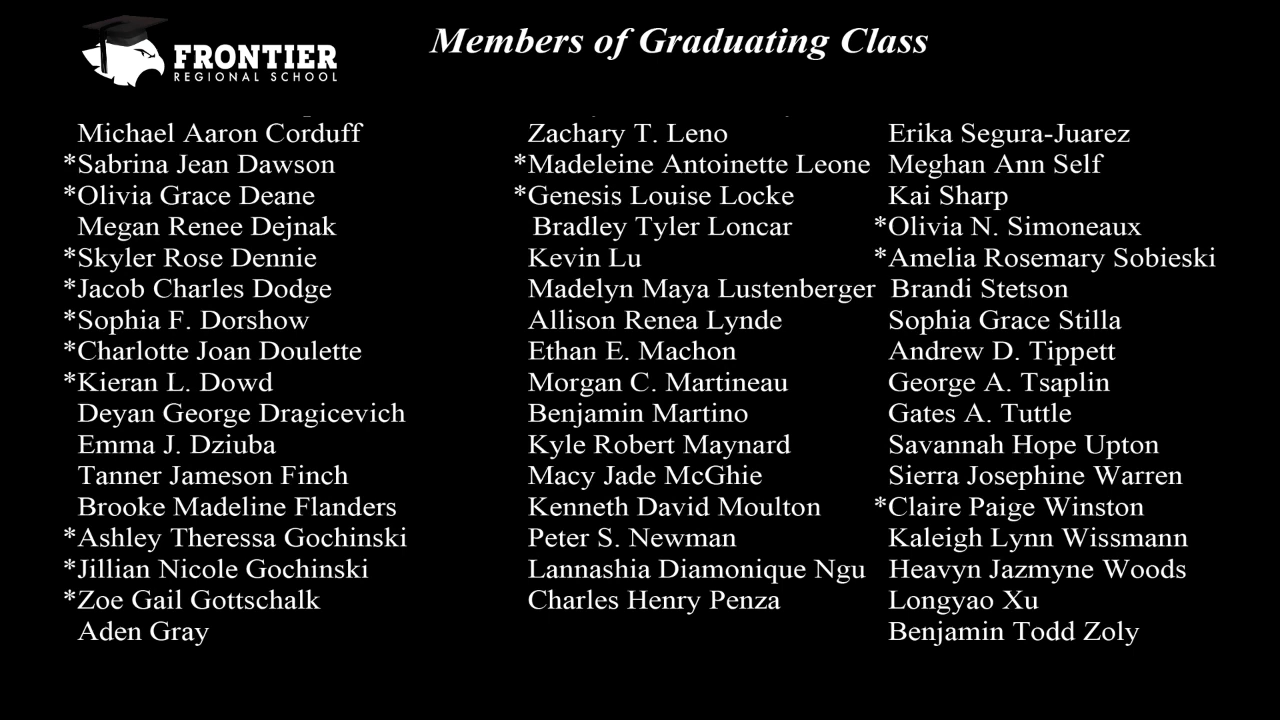 FRONTIER
REGIONAL SCHOOL
Members of Graduating Class
Michael Aaron Corduff
*Sabrina Jean Dawson
*Olivia Grace Deane
Megan Renee Dejnak
*Skyler Rose Dennie
*Jacob Charles Dodge
*Sophia F. Dorshow
*Charlotte Joan Doulette
*Kieran L. Dowd
Deyan George Dragicevich
Emma J. Dziuba
Tanner Jameson Finch
Brooke Madeline Flanders
*Ashley Theressa Gochinski
*Jillian Nicole Gochinski
*Zoe Gail Gottschalk
Aden Gray
Zachary T. Leno
*Madeleine Antoinette Leone
*Genesis Louise Locke
Bradley Tyler Loncar
Kevin Lu
Madelyn Maya Lustenberger
Allison Renea Lynde
Ethan E. Machon
Morgan C. Martineau
Benjamin Martino
Kyle Robert Maynard
Macy Jade McGhie
Kenneth David Moulton
Peter S. Newman
Lannashia Diamonique Ngu
Charles Henry Penza
Erika Segura-Juarez
Meghan Ann Self
Kai Sharp
*Olivia N. Simoneaux
*Amelia Rosemary Sobieski
Brandi Stetson
Sophia Grace Stilla
Andrew D. Tippett
George A. Tsaplin
Gates A. Tuttle
Savannah Hope Upton
Sierra Josephine Warren
*Claire Paige Winston
Kaleigh Lynn Wissmann
Heavyn Jazmyne Woods
Longyao Xu
Benjamin Todd Zoly